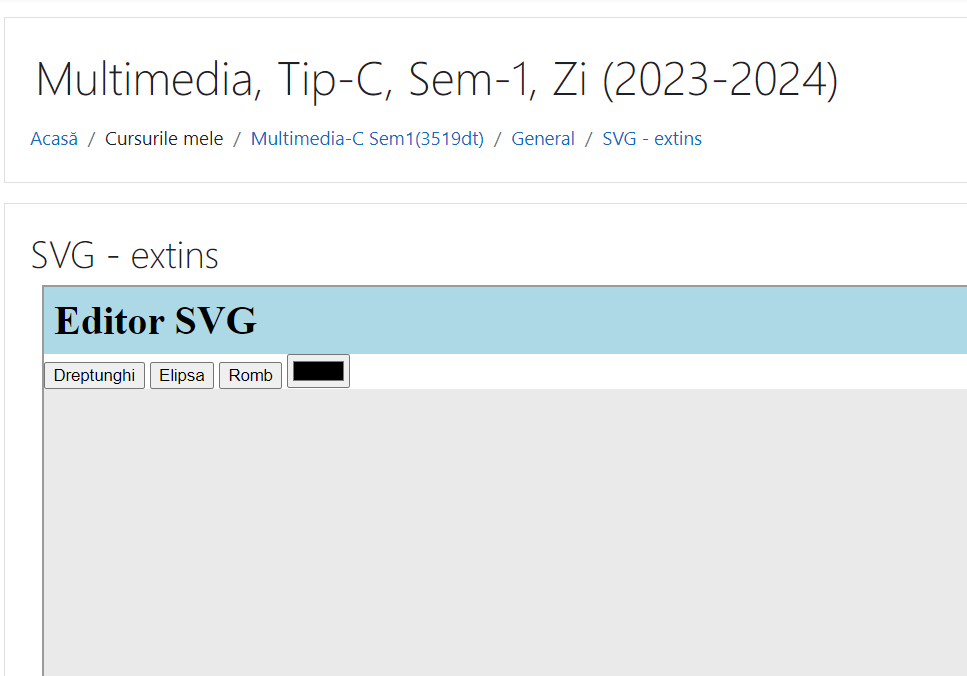 Multimedia, Tip-C, Sem-1, Zi (2023-2024)
Acasă / Cursurile mele / Multimedia-C Sem1(3519dt) / General / SVG - extins
SVG - extins
Editor SVG
Dreptunghi Elipsa Romb